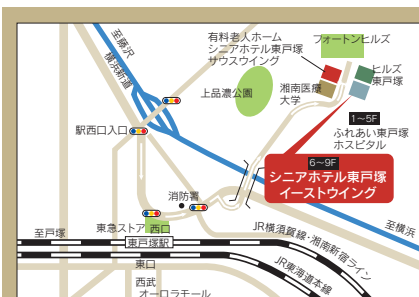 至藤沢
横浜新道
有料老人ホーム
シニアホテル東戸塚
サウスウイング
フォートンヒルズ
ヒルズ
東戸塚
上品濃公園
湘南医療
大学
1～5F
ふれあい東戸塚
ホスピタル
駅西口入口
6～9F
シニアホテル東戸塚
イーストウイング
消防署
東急ストア
西口
至戸塚
東戸塚駅
JR横須賀線・湘南新宿ライン
至横浜
東口
JR東海道本線
西武
オーロラモール